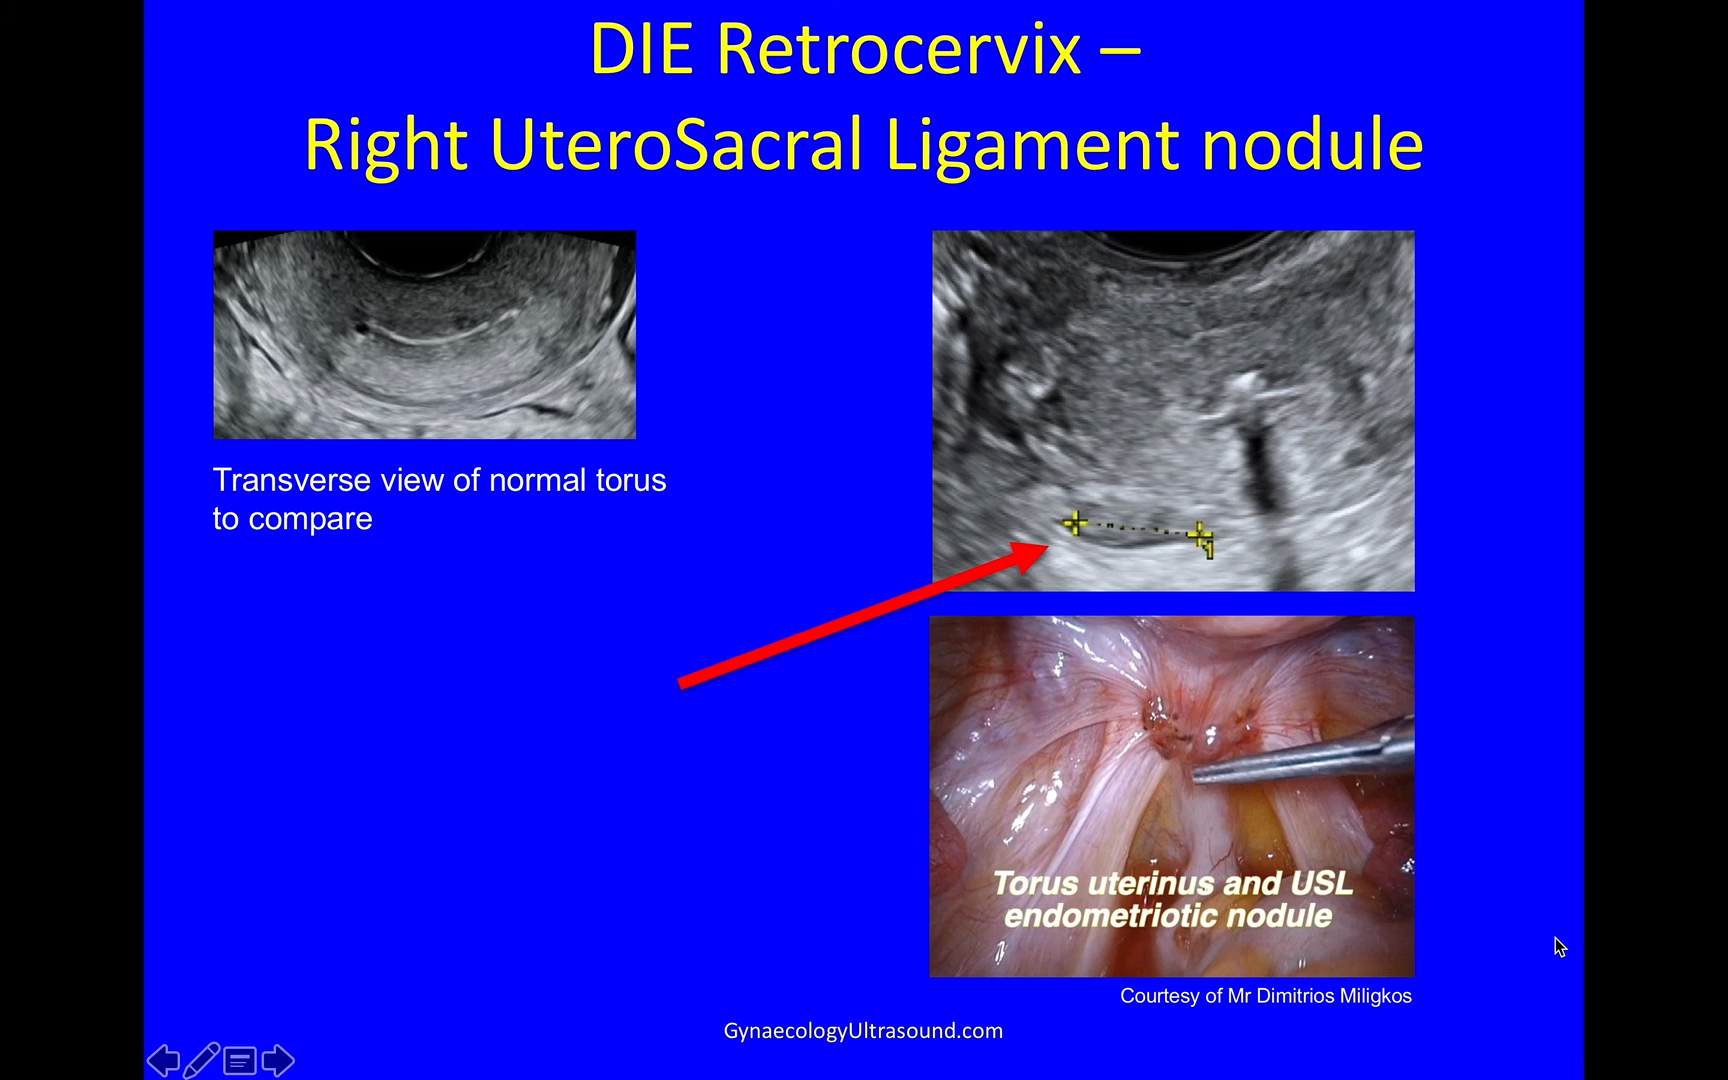 DIE Retrocervix –
Right UteroSacral Ligament nodule
Transverse view of normal torus
to compare
1
Torus uterinus and USL
endometriotic nodule
Courtesy of Mr Dimitrios Miligkos
GynaecologyUltrasound.com